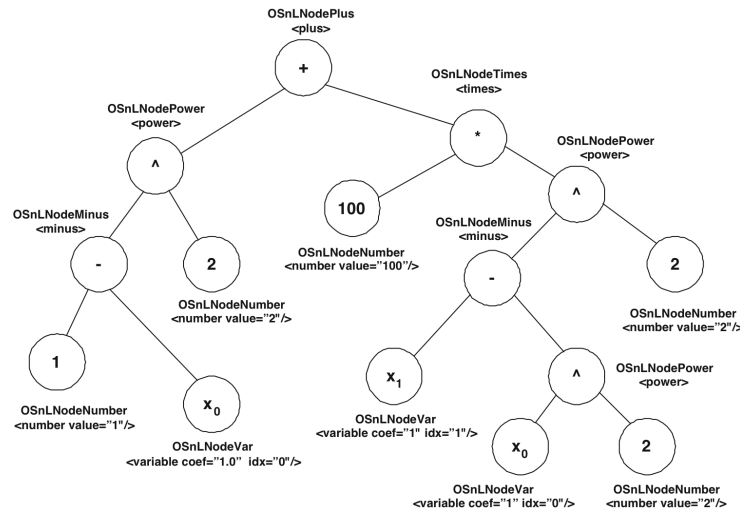 OSnLNodePlus
<plus>
+
OSnLNodeTimes
<times>
*
OSnLNodePower
<power>
^
OSnLNodePower
<power>
^
100
OSnLNodeNumber
<number value="100"/>
OSnLNodeMinus
<minus>
-
2
OSnLNodeNumber
<number value="2"/>
OSnLNodeMinus
<minus>
-
2
OSnLNodeNumber
<number value="2"/>
1
OSnLNodeNumber
<number value="1"/>
x0
OSnLNodeVar
<variable coef="1.0" idx="0"/>
x1
OSnLNodeVar
<variable coef="1" idx="1"/>
^
OSnLNodePower
<power>
x0
OSnLNodeVar
<variable coef="1" idx="0"/>
2
OSnLNodeNumber
<number value="2"/>